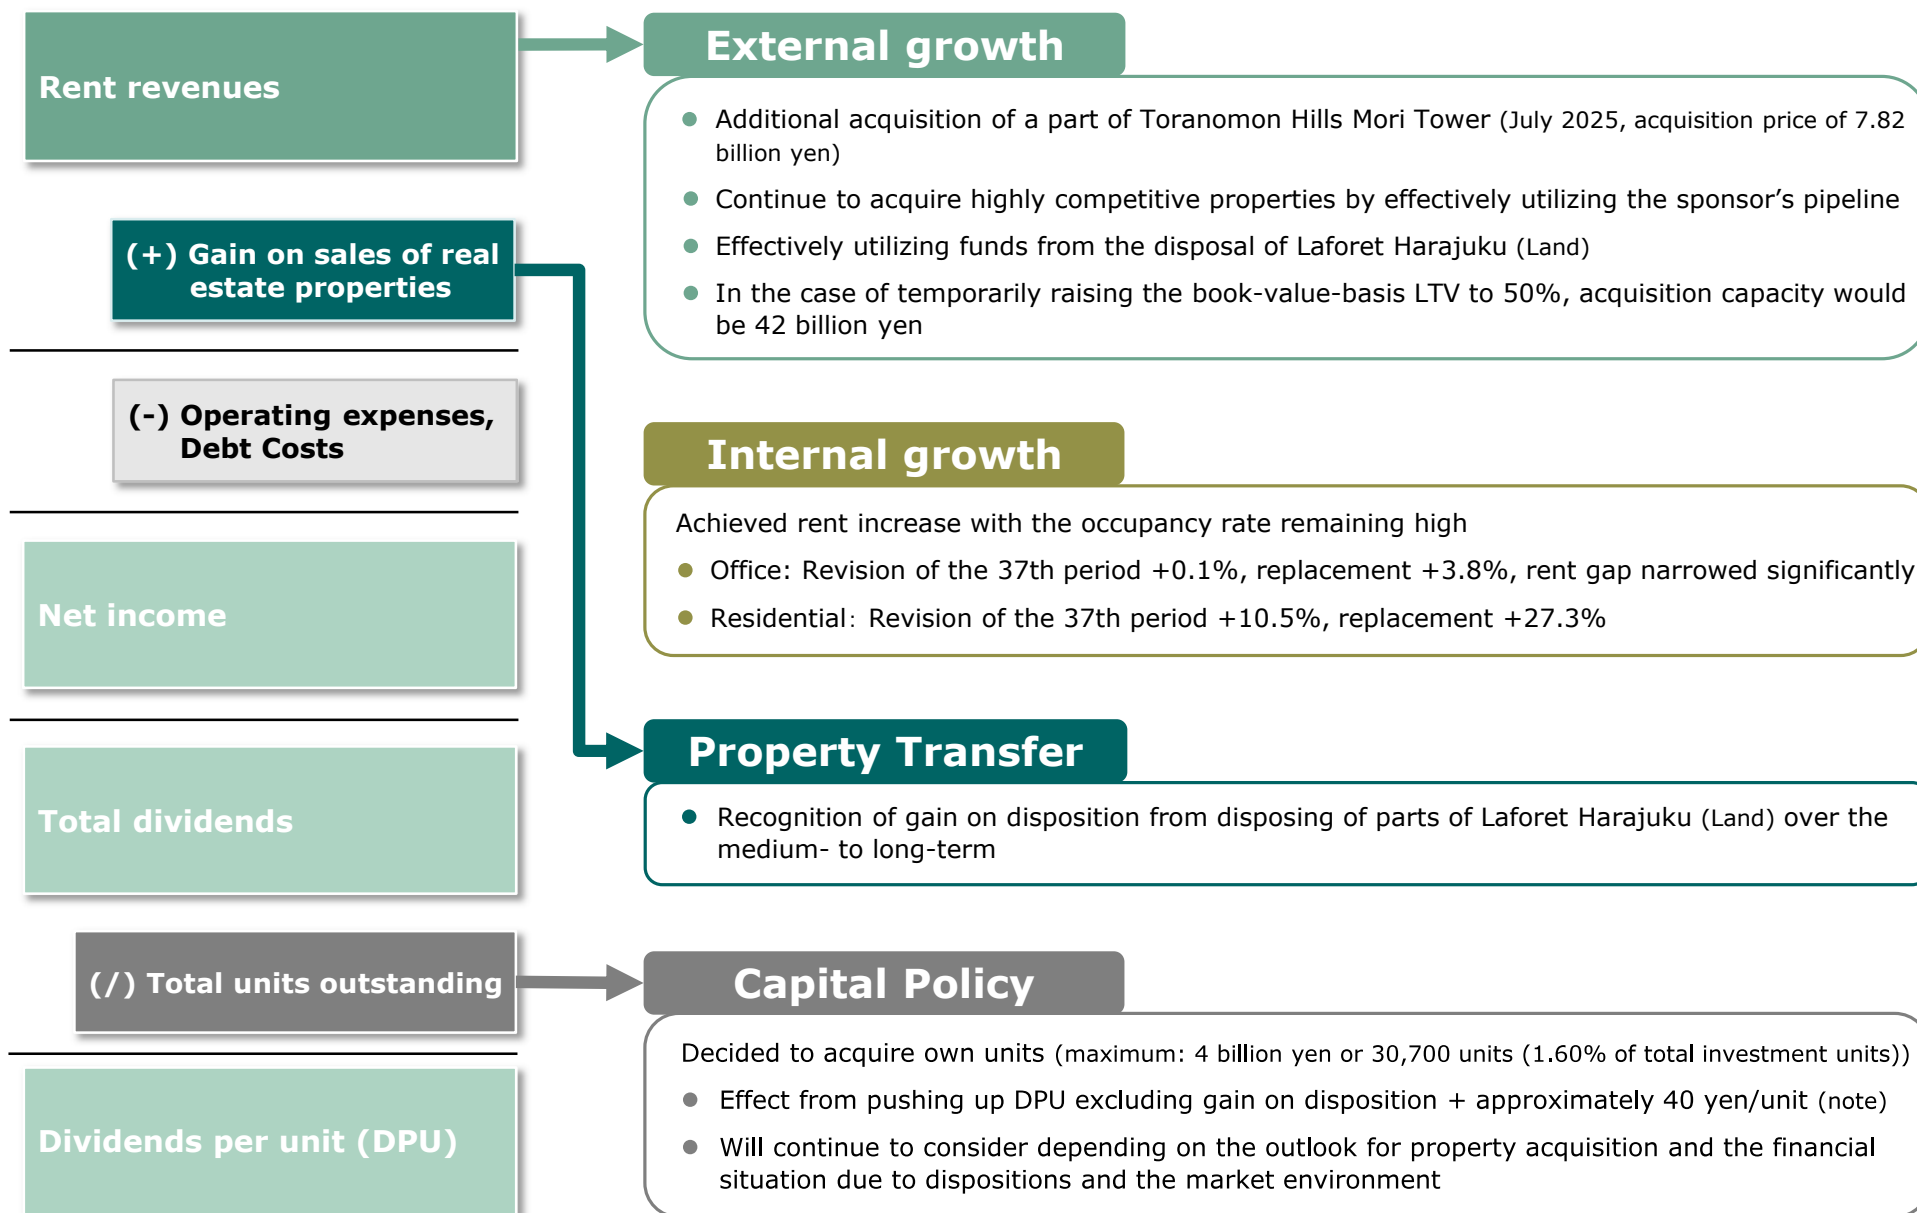 Rent revenues
(+) Gain on sales of real
estate properties
(-) Operating expenses,
Debt Costs
Net income
Total dividends
(/) Total units outstanding
Dividends per unit (DPU)
External growth
● Additional acquisition of a part of Toranomon Hills Mori Tower (July 2025, acquisition price of 7.82
billion yen)
● Continue to acquire highly competitive properties by effectively utilizing the sponsor’s pipeline
● Effectively utilizing funds from the disposal of Laforet Harajuku (Land)
● In the case of temporarily raising the book-value-basis LTV to 50%, acquisition capacity would
be 42 billion yen
Internal growth
Achieved rent increase with the occupancy rate remaining high
● Office: Revision of the 37th period +0.1%, replacement +3.8%, rent gap narrowed significantly
● Residential: Revision of the 37th period +10.5%, replacement +27.3%
Property Transfer
● Recognition of gain on disposition from disposing of parts of Laforet Harajuku (Land) over the
medium- to long-term
Capital Policy
Decided to acquire own units (maximum: 4 billion yen or 30,700 units (1.60% of total investment units))
● Effect from pushing up DPU excluding gain on disposition + approximately 40 yen/unit (note)
● Will continue to consider depending on the outlook for property acquisition and the financial
situation due to dispositions and the market environment